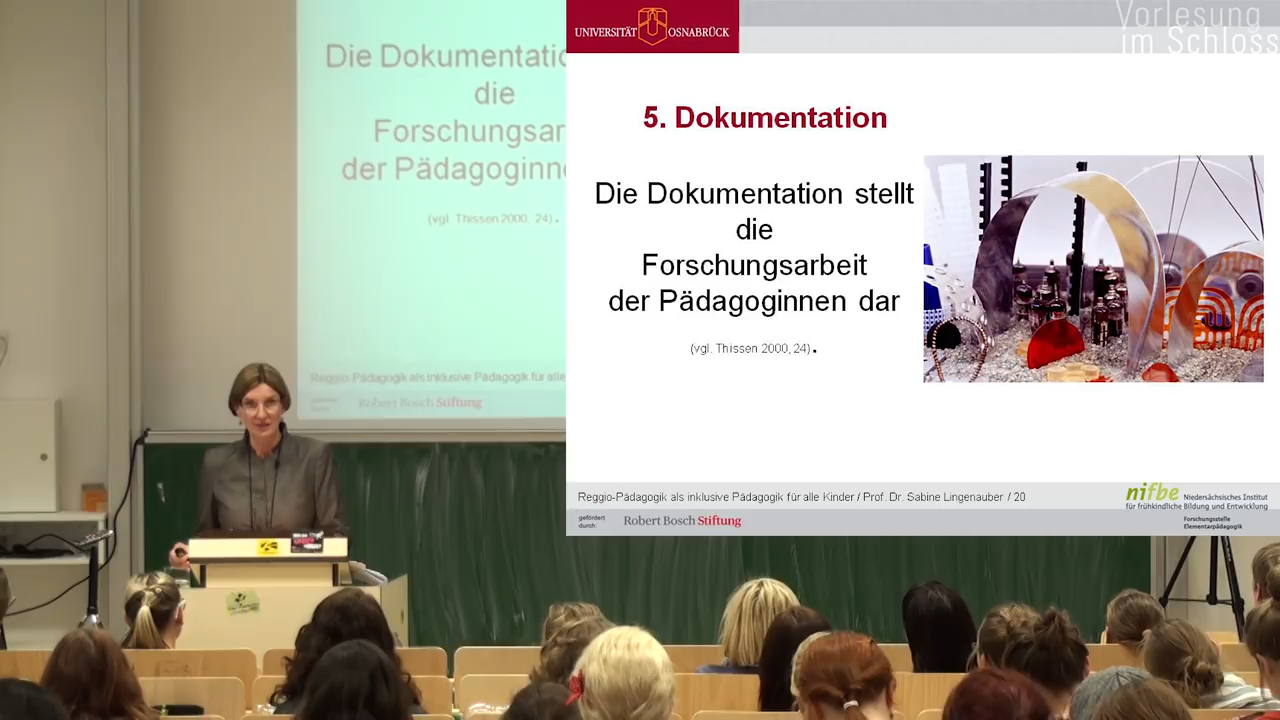 Die Dokumentatio
die
Forschungsar
der Pädagoginn
(vgl. Thissen 2000, 24).
Reggio-Pädagogik als inklusive Pädagogik für alle
Robert Bosch Stiftung
UNIVERSITÄT OSNABRÜCK
Vorlesung
im Schloss
5. Dokumentation
Die Dokumentation stellt
die
Forschungsarbeit
der Pädagoginnen dar
(vgl. Thissen 2000, 24).
Reggio-Pädagogik als inklusive Pädagogik für alle Kinder / Prof. Dr. Sabine Lingenauber / 20
nifbe Niedersächsisches Institut
für frühkindliche Bildung und Entwicklung
Forschungsstelle
Elementarpädagogik
gefördert
durch:
Robert Bosch Stiftung